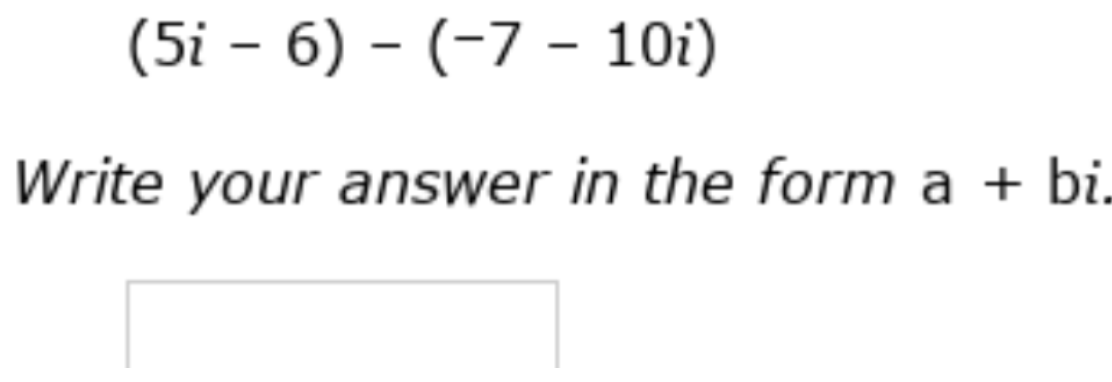 (5i − 6) − (−7 − 10i)
Write your answer in the form a + bi.